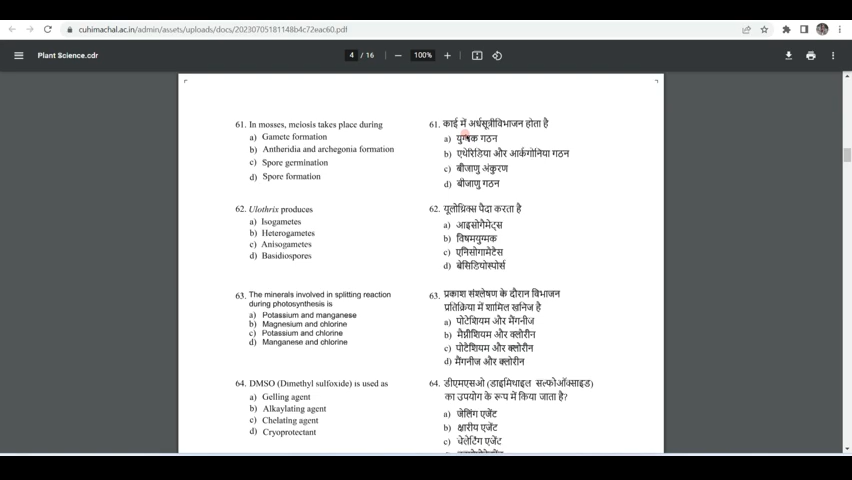 cuhimachal.ac.in/admin/assets/uploads/docs/20230705181148b4c72eac60.pdf
Plant Science.cdr
4 / 16
100%
61. In mosses, meiosis takes place during
a) Gamete formation
b) Antheridia and archegonia formation
c) Spore germination
d) Spore formation
62. Ulothrix produces
a) Isogametes
b) Heterogametes
c) Anisogametes
d) Basidiospores
63. The minerals involved in splitting reaction
during photosynthesis is
a) Potassium and manganese
b) Magnesium and chlorine
c) Potassium and chlorine
d) Manganese and chlorine
64. DMSO (Dimethyl sulfoxide) is used as
a) Gelling agent
b) Alkaylating agent
c) Chelating agent
d) Cryoprotectant
61. काई में अर्धसूत्रीविभाजन होता है
a) युग्मक गठन
b) एथेरिडिया और आर्कगोनिया गठन
c) बीजाणु अंकुरण
d) बीजाणु गठन
62. यूलोथ्रिक्स पैदा करता है
a) आइसोगैमेट्स
b) विषमयुग्मक
c) एनिसोगामेटैस
d) बेसिडियोस्पोर्स
63. प्रकाश संश्लेषण के दौरान विभाजन
प्रतिक्रिया में शामिल खनिज है
a) पोटेशियम और मैंगनीज
b) मैग्नीशियम और क्लोरीन
c) पोटैशियम और क्लोरीन
d) मैंगनीज और क्लोरीन
64. डीएमएसओ (डाइमिथाइल सल्फोऑक्साइड)
का उपयोग के रूप में किया जाता है?
a) जेलिंग एजेंट
b) क्षारीय एजेंट
c) चेलेटिंग एजेंट